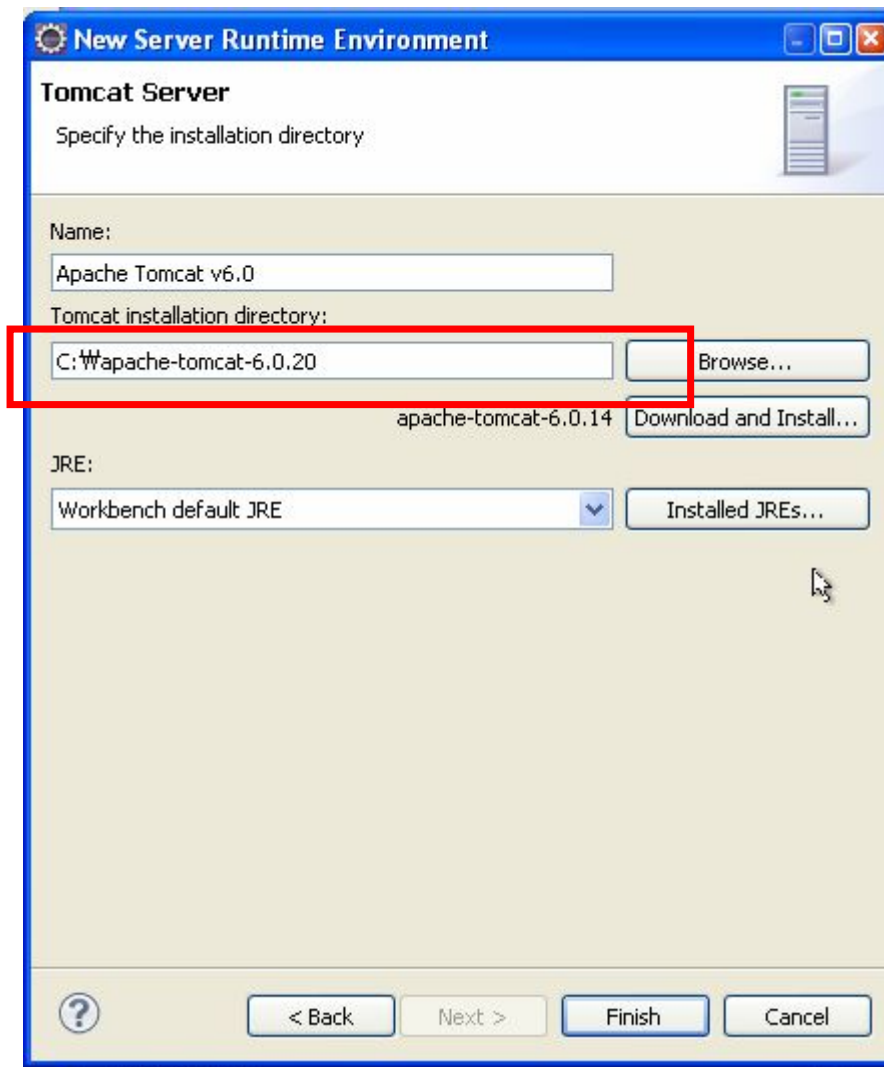 New Server Runtime Environment
Tomcat Server
Specify the installation directory
Name:
Apache Tomcat v6.0
Tomcat installation directory:
C:₩apache-tomcat-6.0.20 Browse...
apache-tomcat-6.0.14 Download and Install...
JRE:
Workbench default JRE Installed JREs...
? < Back Next > Finish Cancel